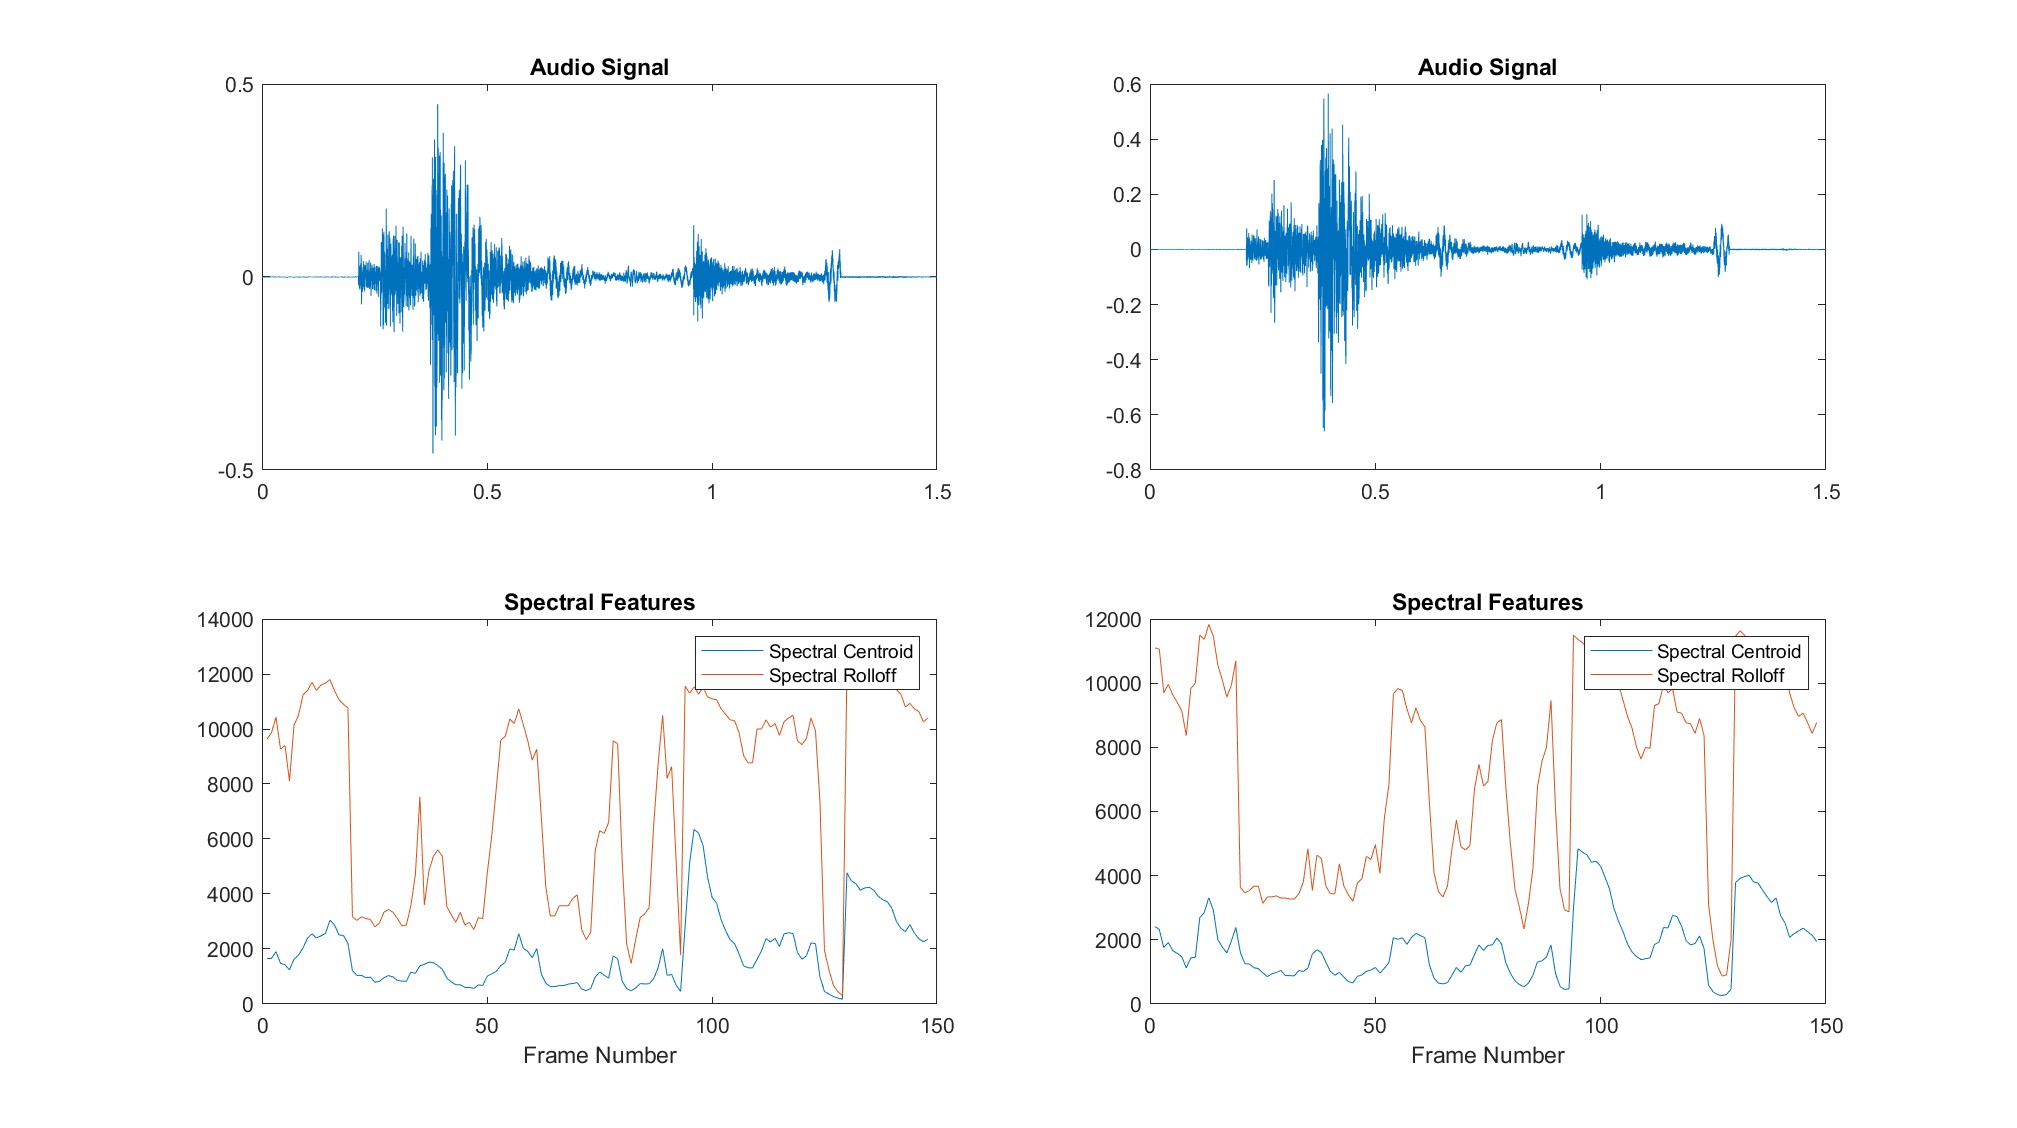 Audio Signal
0.5
0
-0.5
0 0.5 1 1.5
Audio Signal
0.6
0.4
0.2
0
-0.2
-0.4
-0.6
-0.8
0 0.5 1 1.5
Spectral Features
14000
12000
10000
8000
6000
4000
2000
0
Spectral Centroid
Spectral Rolloff
0 50 100 150
Frame Number
Spectral Features
12000
10000
8000
6000
4000
2000
0
Spectral Centroid
Spectral Rolloff
0 50 100 150
Frame Number